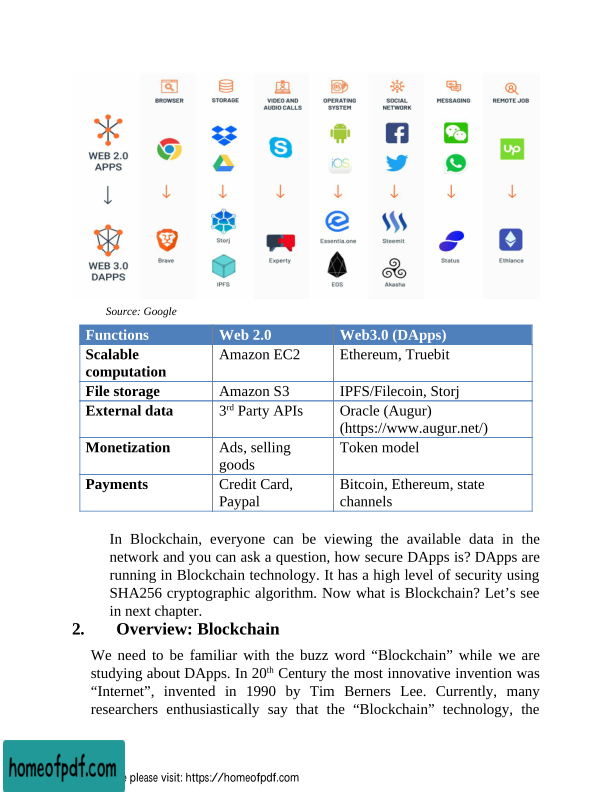 BROWSER
STORAGE
VIDEO AND AUDIO CALLS
OPERATING SYSTEM
SOCIAL NETWORK
MESSAGING
REMOTE JOB
WEB 2.0
APPS
iOS
up
WEB 3.0
DAPPS
Brave
Storj
IPFS
Experty
Essentia.one
EOS
Steemit
Akasha
Status
Ethlance
Source: Google
Functions Web 2.0 Web3.0 (DApps)
Scalable computation Amazon EC2 Ethereum, Truebit
File storage Amazon S3 IPFS/Filecoin, Storj
External data 3rd Party APIs Oracle (Augur)
(https://www.augur.net/)
Monetization Ads, selling goods Token model
Payments Credit Card, Paypal Bitcoin, Ethereum, state channels
In Blockchain, everyone can be viewing the available data in the
network and you can ask a question, how secure DApps is? DApps are
running in Blockchain technology. It has a high level of security using
SHA256 cryptographic algorithm. Now what is Blockchain? Let’s see
in next chapter.
2. Overview: Blockchain
We need to be familiar with the buzz word “Blockchain” while we are
studying about DApps. In 20th Century the most innovative invention was
“Internet”, invented in 1990 by Tim Berners Lee. Currently, many
researchers enthusiastically say that the “Blockchain” technology, the
homeofpdf.com
please visit: https://homeofpdf.com